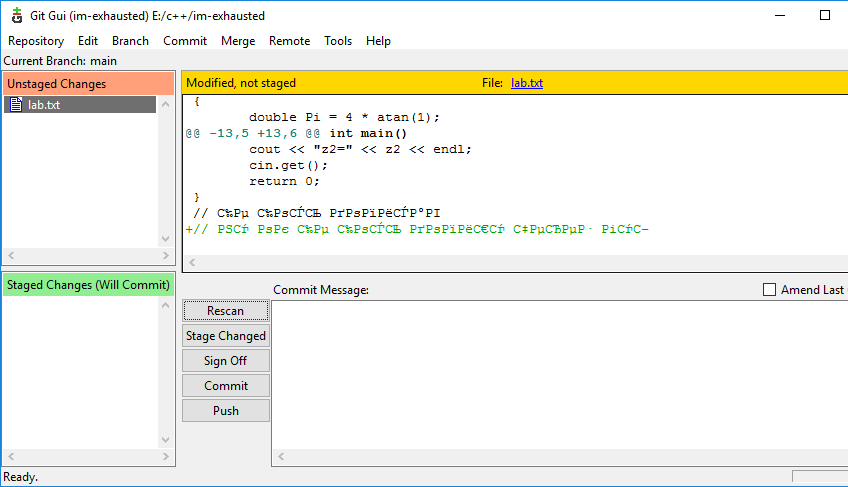 Git Gui (im-exhausted) E:/c++/im-exhausted
Repository Edit Branch Commit Merge Remote Tools Help
Current Branch: main
Unstaged Changes
lab.txt
Modified, not staged File: lab.txt
{
double Pi = 4 * atan(1);
@@ -13,5 +13,6 @@ int main()
cout << "z2=" << z2 << endl;
cin.get();
return 0;
}
// С‰Рµ С‰РѕСЃСЊ РґРѕРїРёСЃР°РІ
+// РЅСѓ РѕРє С‰Рµ С‰РѕСЃСЊ РґРѕРїРёС€Сѓ С‡РµСЂРµР· РіСѓС–
Staged Changes (Will Commit)
Commit Message:
Amend Last
Rescan
Stage Changed
Sign Off
Commit
Push
Ready.